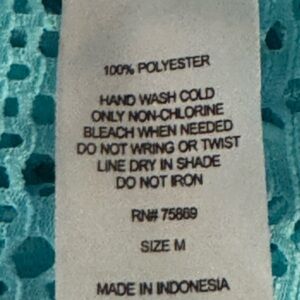 100% POLYESTER
HAND WASH COLD
ONLY NON-CHLORINE
BLEACH WHEN NEEDED
DO NOT WRING OR TWIST
LINE DRY IN SHADE
DO NOT IRON
RN# 75869
SIZE M
MADE IN INDONESIA